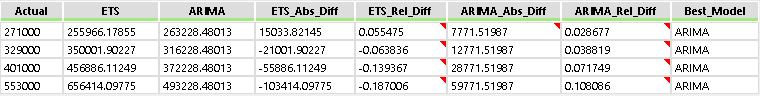 Actual ETS ARIMA ETS_Abs_Diff ETS_Rel_Diff ARIMA_Abs_Diff ARIMA_Rel_Diff Best_Model
271000 255966.17855 263228.48013 15033.82145 0.055475 7771.51987 0.028677 ARIMA
329000 350001.90227 316228.48013 -21001.90227 -0.063836 12771.51987 0.038819 ARIMA
401000 456886.11249 372228.48013 -55886.11249 -0.139367 28771.51987 0.071749 ARIMA
553000 656414.09775 493228.48013 -103414.09775 -0.187006 59771.51987 0.108086 ARIMA